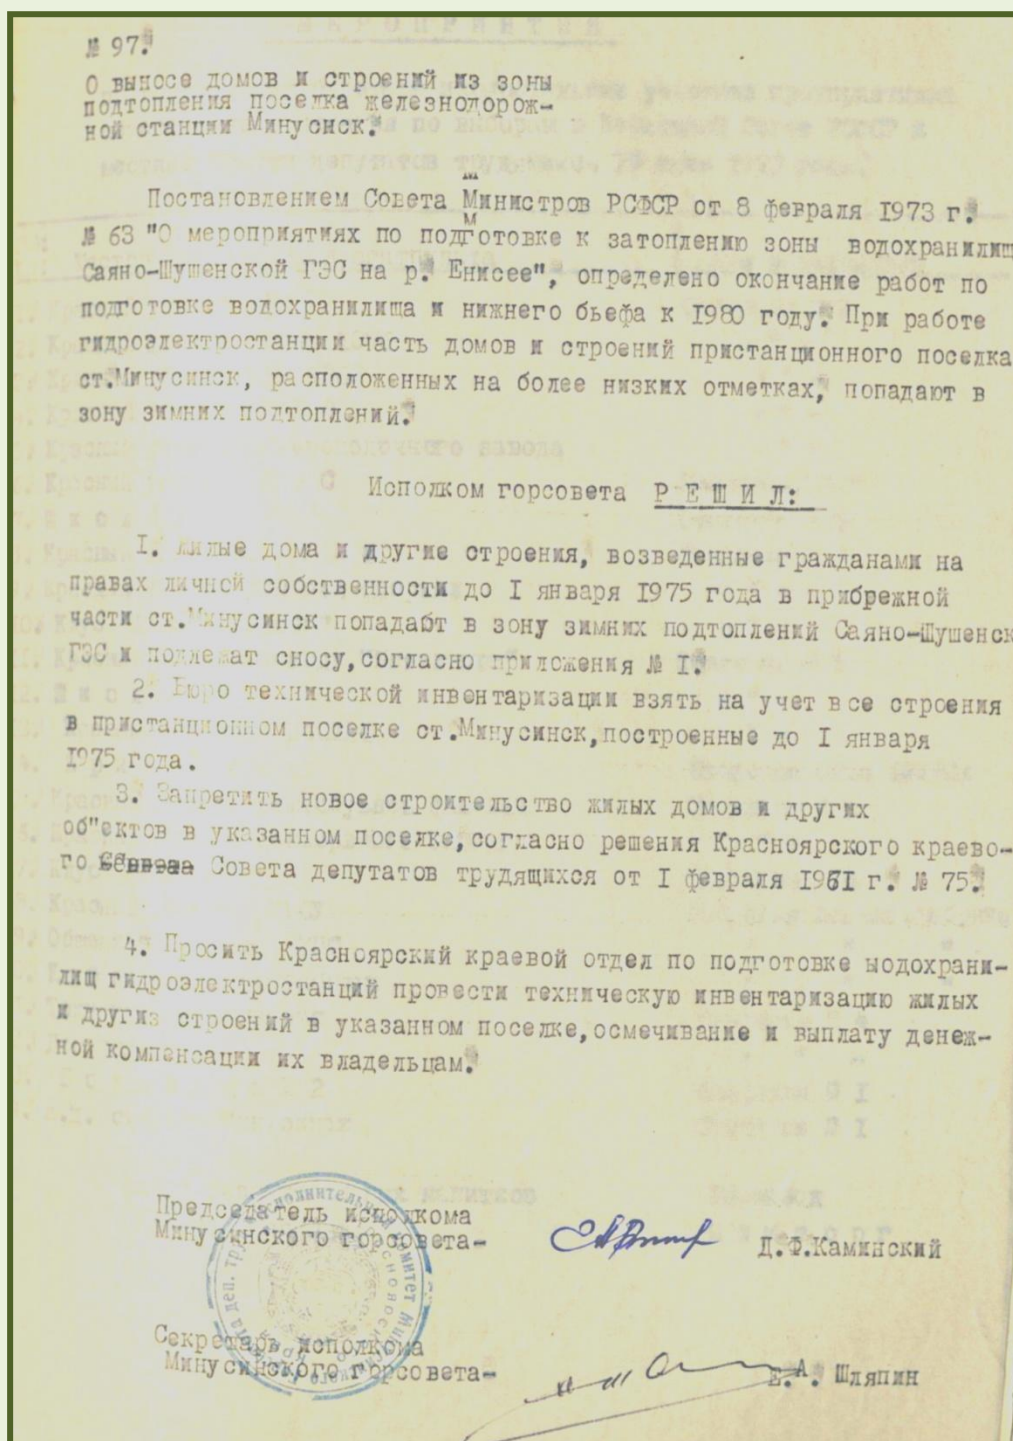 № 97.
О выносе домов и строений из зоны
подтопления поселка железнодорож-
ной станции Минусиск.
Постановлением Совета Министров РСФСР от 8 февраля 1973 г.
№ 63 "О мероприятиях по подготовке к затоплению зоны водохранилищ
Саяно-Шушенской ГЭС на р. Енисее", определено окончание работ по
подготовке водохранилища и нижнего бьефа к 1980 году. При работе
гидроэлектростанции часть домов и строений пристанционного поселка
ст.Минусинск, расположенных на более низких отметках, попадают в
зону зимних подтоплений.
Исполком горсовета Р Е Ш И Л:
I. Жилые дома и другие строения, возведенные гражданами на
правах личной собственности до I января 1975 года в прибрежной
части ст.Минусинск попадают в зону зимних подтоплений Саяно-Шушенск
ГЭС и подлежат сносу,согласно приложения № I.
2. Бюро технической инвентаризации взять на учет все строения
в пристанционном поселке ст.Минусинск,построенные до I января
1975 года.
3. Запретить новое строительство жилых домов и других
об"ектов в указанном поселке,согласно решения Красноярского краево-
го Совета депутатов трудящихся от I февраля 1961 г. № 75.
4. Просить Красноярский краевой отдел по подготовке водохрани-
лищ гидроэлектростанций провести техническую инвентаризацию жилых
и других строений в указанном поселке,осмечивание и выплату денеж-
ной компенсации их владельцам.
Председатель исполкома
Минусинского горсовета-
Д.Ф.Каминский
Секретарь исполкома
Минусинского горсовета-
Е.А. Шляпин